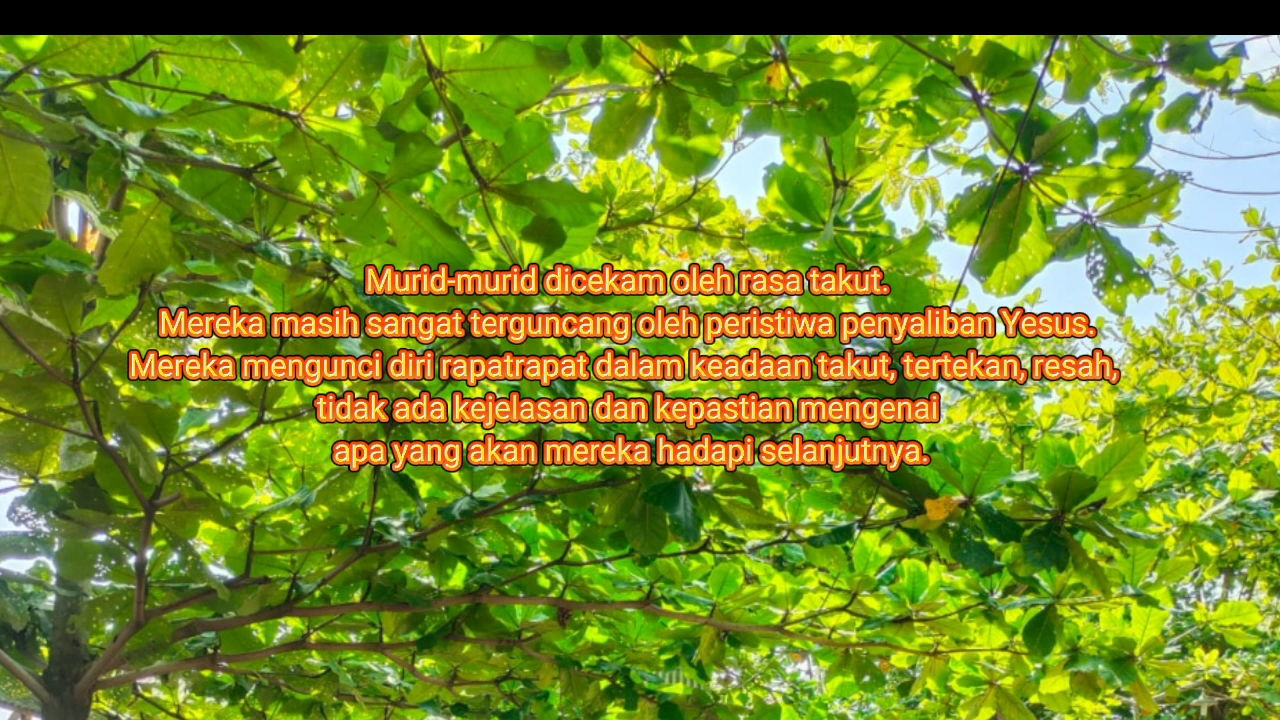 Murid-murid dicekam oleh rasa takut.
Mereka masih sangat terguncang oleh peristiwa penyaliban Yesus.
Mereka mengunci diri rapatrapat dalam keadaan takut, tertekan, resah,
tidak ada kejelasan dan kepastian mengenai
apa yang akan mereka hadapi selanjutnya.